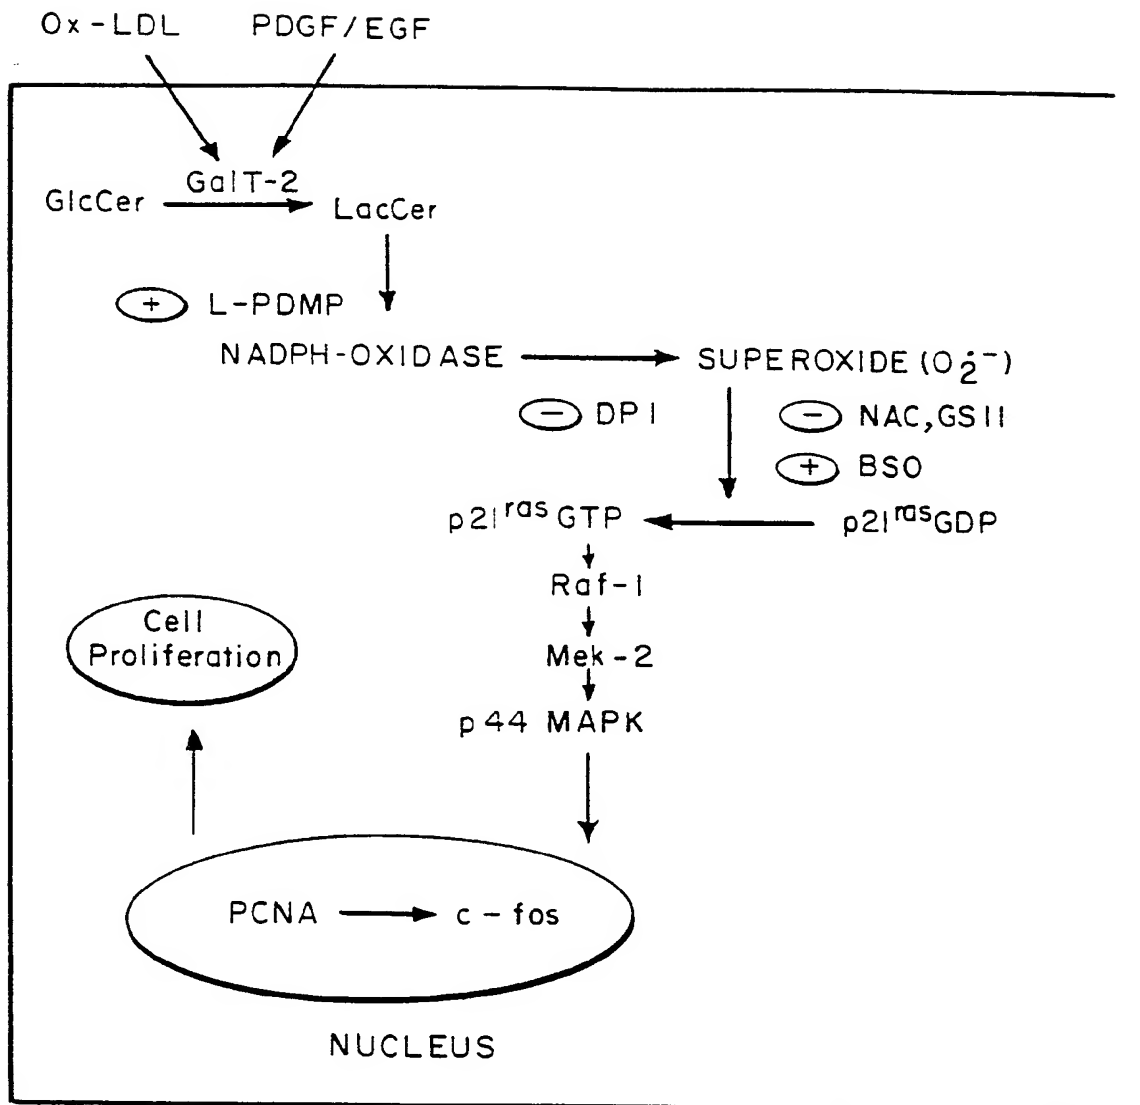 Ox-LDL PDGF/EGF
GalT-2
GlcCer LacCer
+ L-PDMP
NADPH-OXIDASE SUPEROXIDE (O2·-)
- DPI - NAC, GSII
+ BSO
p21ras GTP p21ras GDP
Raf-1
Cell
Proliferation
Mek-2
p44 MAPK
PCNA c-fos
NUCLEUS